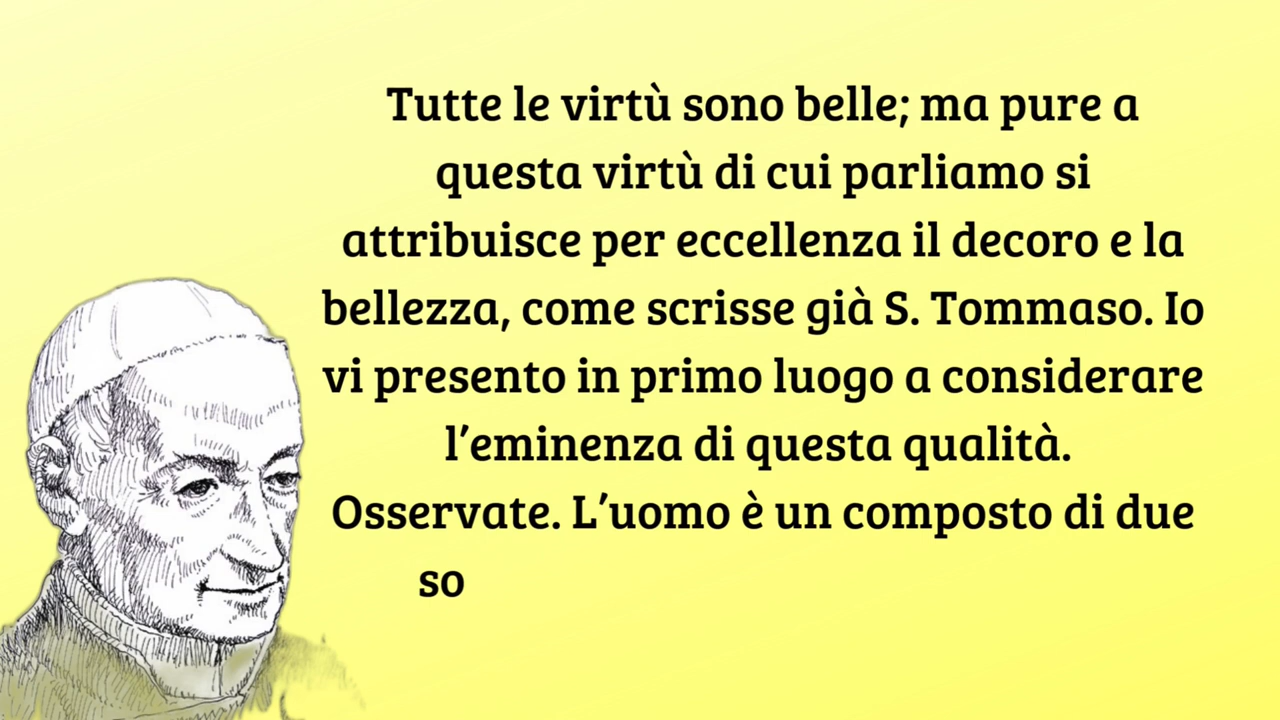 Tutte le virtù sono belle; ma pure a
questa virtù di cui parliamo si
attribuisce per eccellenza il decoro e la
bellezza, come scrisse già S. Tommaso. Io
vi presento in primo luogo a considerare
l’eminenza di questa qualità.
Osservate. L’uomo è un composto di due
so